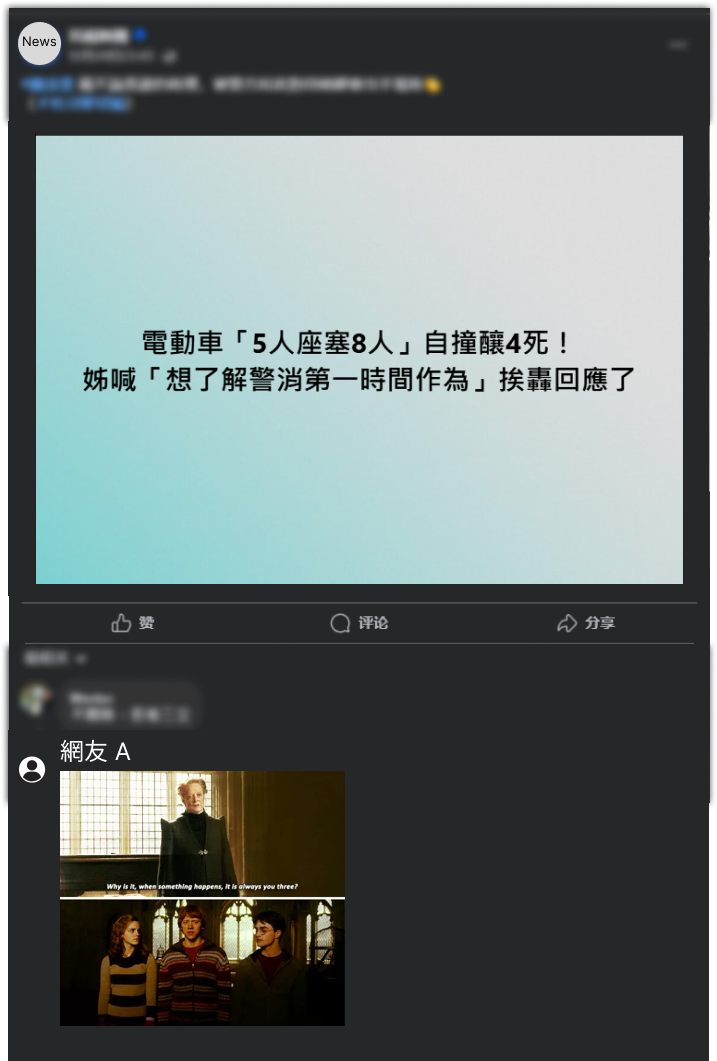 News
電動車「5人座塞8人」自撞釀4死！
姊喊「想了解警消第一時間作為」挨轟回應了
赞
评论
分享
網友 A
Why is it, when something happens, it is always you three?